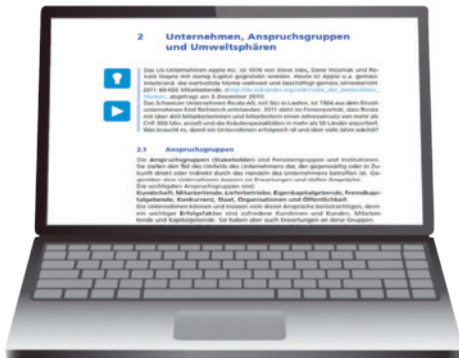 2 Unternehmen, Anspruchsgruppen
und Umweltsphären
Das US-Unternehmen Apple Inc. ist 1976 von Steve Jobs, Steve Wozniak und Ro-
nald Wayne mit wenig Kapital gegründet worden. Heute ist Apple u.a. gemäss
Interbrand die wertvollste Marke weltweit und beschäftigt gemäss Jahresbericht
2011 60 400 Mitarbeitende.
abgefragt am 3. Dezember 2011)
Das Schweizer Unternehmen Ricola AG, mit Sitz in Laufen, ist 1924 aus dem Einzel-
unternehmen Emil Richterich entstanden. 2011 steht im Firmenporträt, dass Ricola
mit über 400 Mitarbeiterinnen und Mitarbeitern einen Jahresumsatz von mehr als
CHF 300 Mio. erzielt und die Kräuterspezialitäten in mehr als 50 Länder exportiert.
Was braucht es, damit ein Unternehmen erfolgreich ist und über viele Jahre wächst?
2.1 Anspruchsgruppen
Die Anspruchsgruppen (Stakeholder) sind Personengruppen und Institutionen.
Sie stellen den Teil des Umfelds des Unternehmens dar, der gegenwärtig oder in Zu-
kunft direkt oder indirekt durch das Handeln des Unternehmens betroffen ist. Ge-
genüber dem Unternehmen äussern sie Erwartungen und stellen Ansprüche.
Die wichtigsten Anspruchsgruppen sind:
Kundschaft, Mitarbeitende, Lieferbetriebe, Eigenkapitalgebende, Fremdkapi-
talgebende, Konkurrenz, Staat, Organisationen und Öffentlichkeit.
Die Unternehmen können und müssen viele dieser Ansprüche berücksichtigen, denn
ein wichtiger Erfolgsfaktor sind zufriedene Kundinnen und Kunden, Mitarbei-
tende und Kapitalgebende. Sie haben aber auch Erwartungen an diese Gruppen.